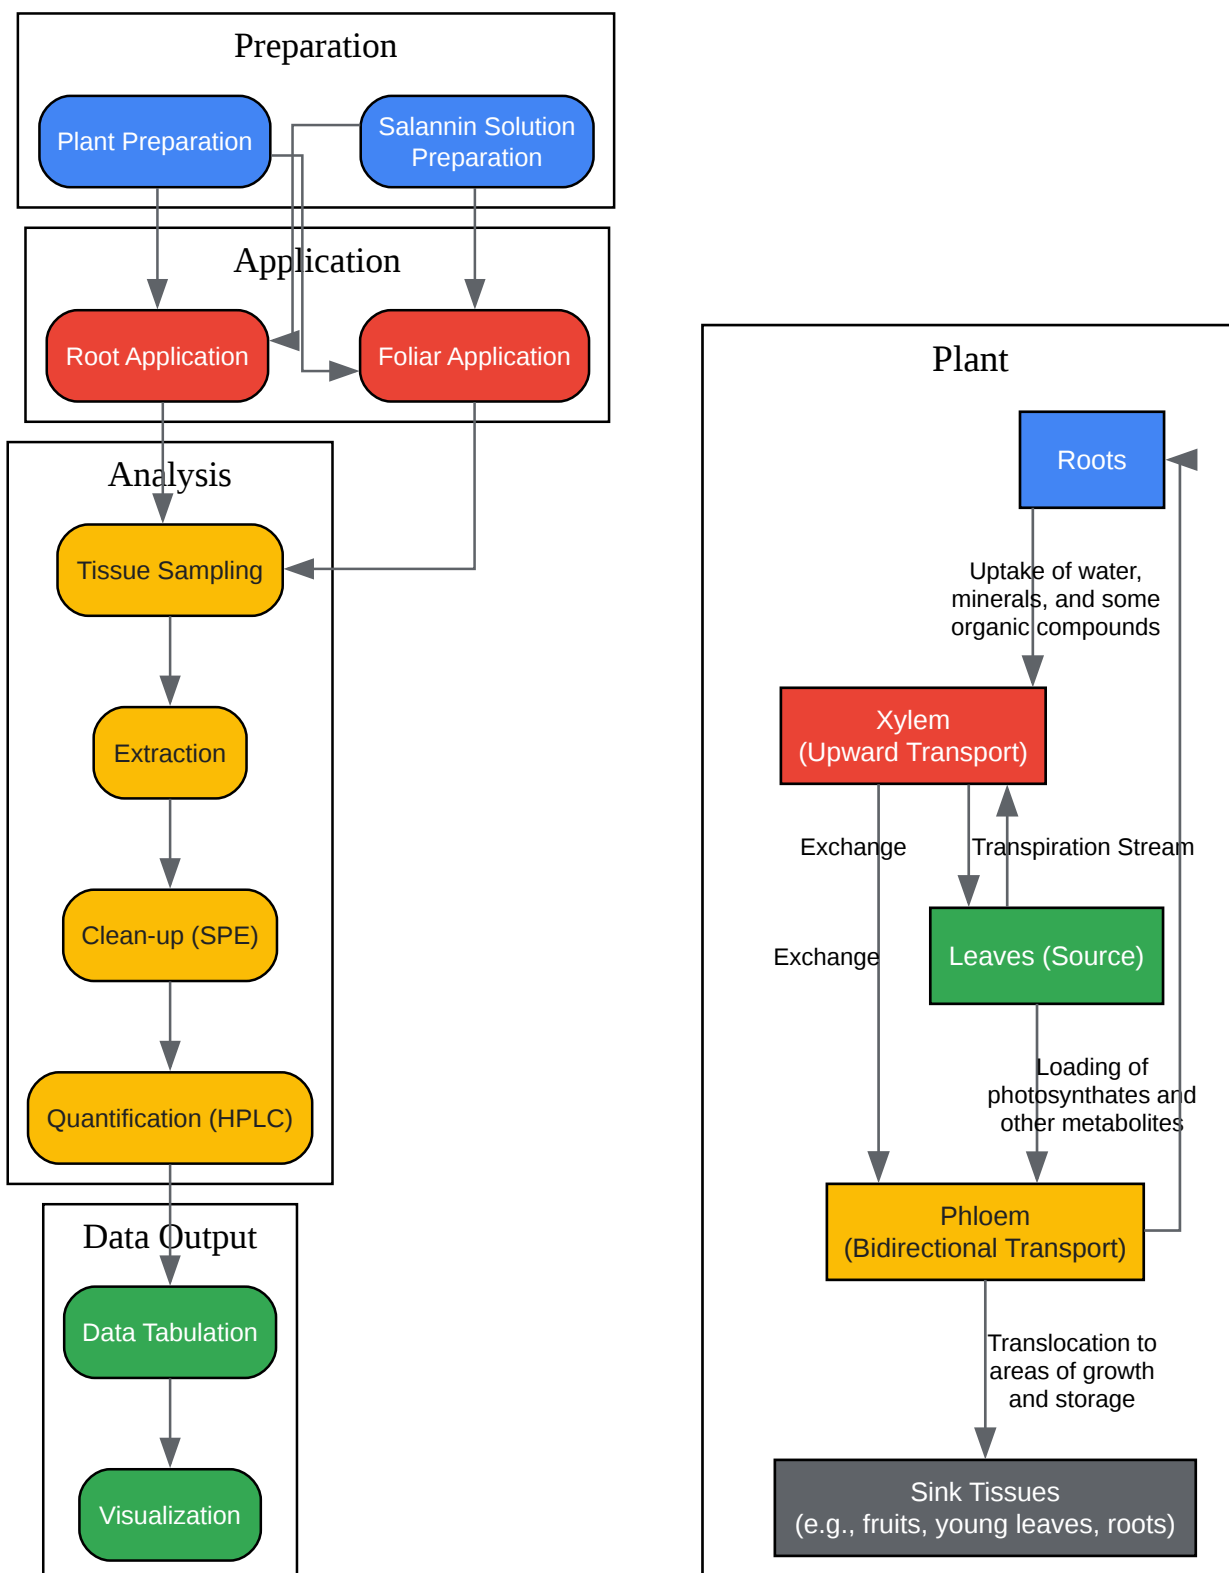 Preparation
Plant Preparation
Salannin Solution
Preparation
Application
Root Application
Foliar Application
Analysis
Tissue Sampling
Extraction
Clean-up (SPE)
Quantification (HPLC)
Data Output
Data Tabulation
Visualization
Plant
Roots
Uptake of water,
minerals, and some
organic compounds
Xylem
(Upward Transport)
Exchange
Transpiration Stream
Exchange
Leaves (Source)
Loading of
photosynthates and
other metabolites
Phloem
(Bidirectional Transport)
Translocation to
areas of growth
and storage
Sink Tissues
(e.g., fruits, young leaves, roots)